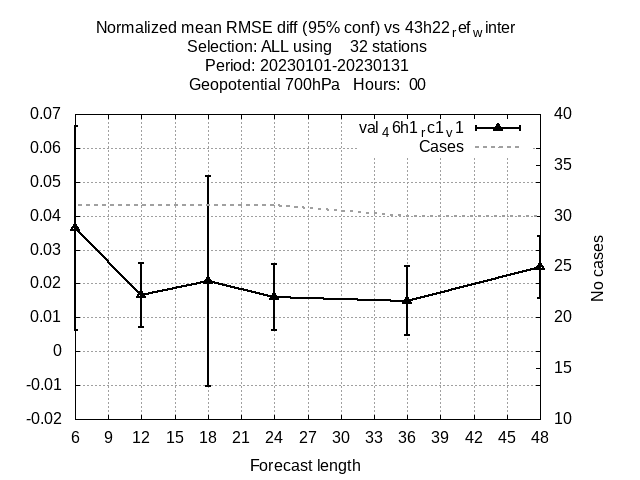 Normalized mean RMSE diff (95% conf) vs 43h22refwinter
Selection: ALL using 32 stations
Period: 20230101-20230131
Geopotential 700hPa Hours: 00
val46h1rc1v1
Cases
0.07
0.06
0.05
0.04
0.03
0.02
0.01
0
-0.01
-0.02
40
35
30
25
20
15
10
No cases
6 9 12 15 18 21 24 27 30 33 36 39 42 45 48
Forecast length